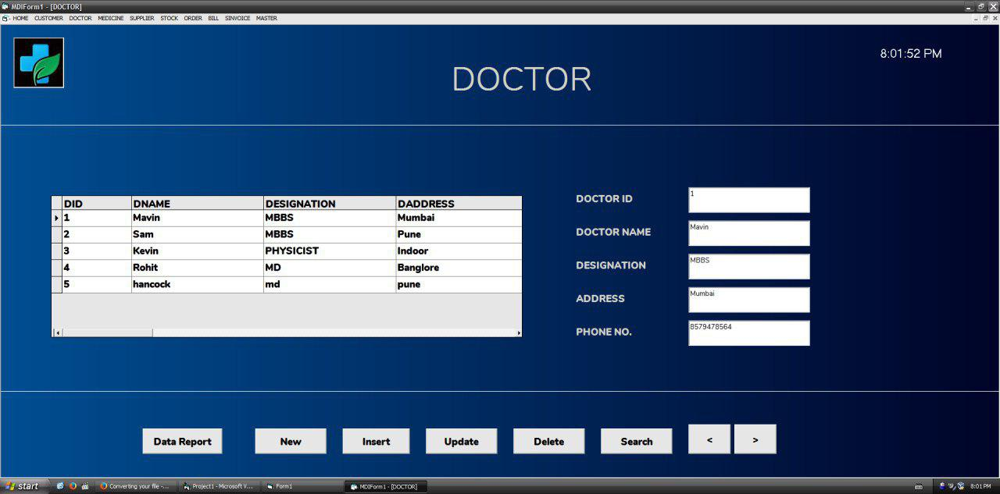 MDIForm1 - [DOCTOR]
HOME CUSTOMER DOCTOR MEDICINE SUPPLIER STOCK ORDER BILL SINVOICE MASTER
8:01:52 PM
DOCTOR
DID DNAME DESIGNATION DADDRESS
1 Mavin MBBS Mumbai
2 Sam MBBS Pune
3 Kevin PHYSICIST Indoor
4 Rohit MD Banglore
5 hancock md pune
DOCTOR ID 1
DOCTOR NAME Mavin
DESIGNATION MBBS
ADDRESS Mumbai
PHONE NO. 8579478564
Data Report New Insert Update Delete Search < >
start Converting your file -... Project1 - Microsoft V... Form1 MDIForm1 - [DOCTOR] 8:01 PM